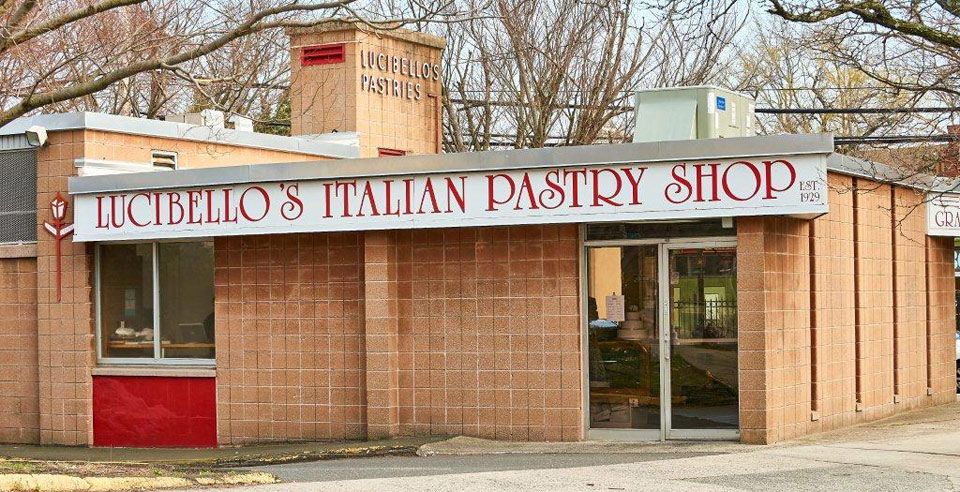 LUCIBELLO'S
PASTRIES
LUCIBELLO'S ITALIAN PASTRY SHOP EST.
1929
GRA